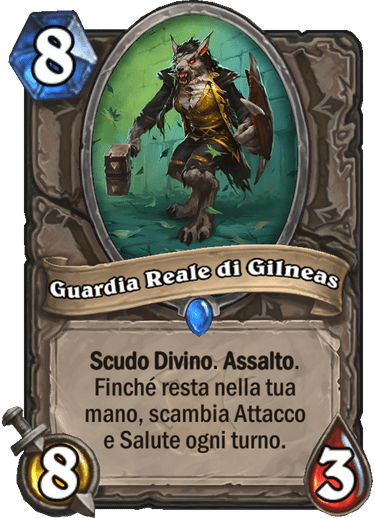 8
Guardia Reale di Gilneas
Scudo Divino. Assalto.
Finché resta nella tua
mano, scambia Attacco
e Salute ogni turno.
8
3